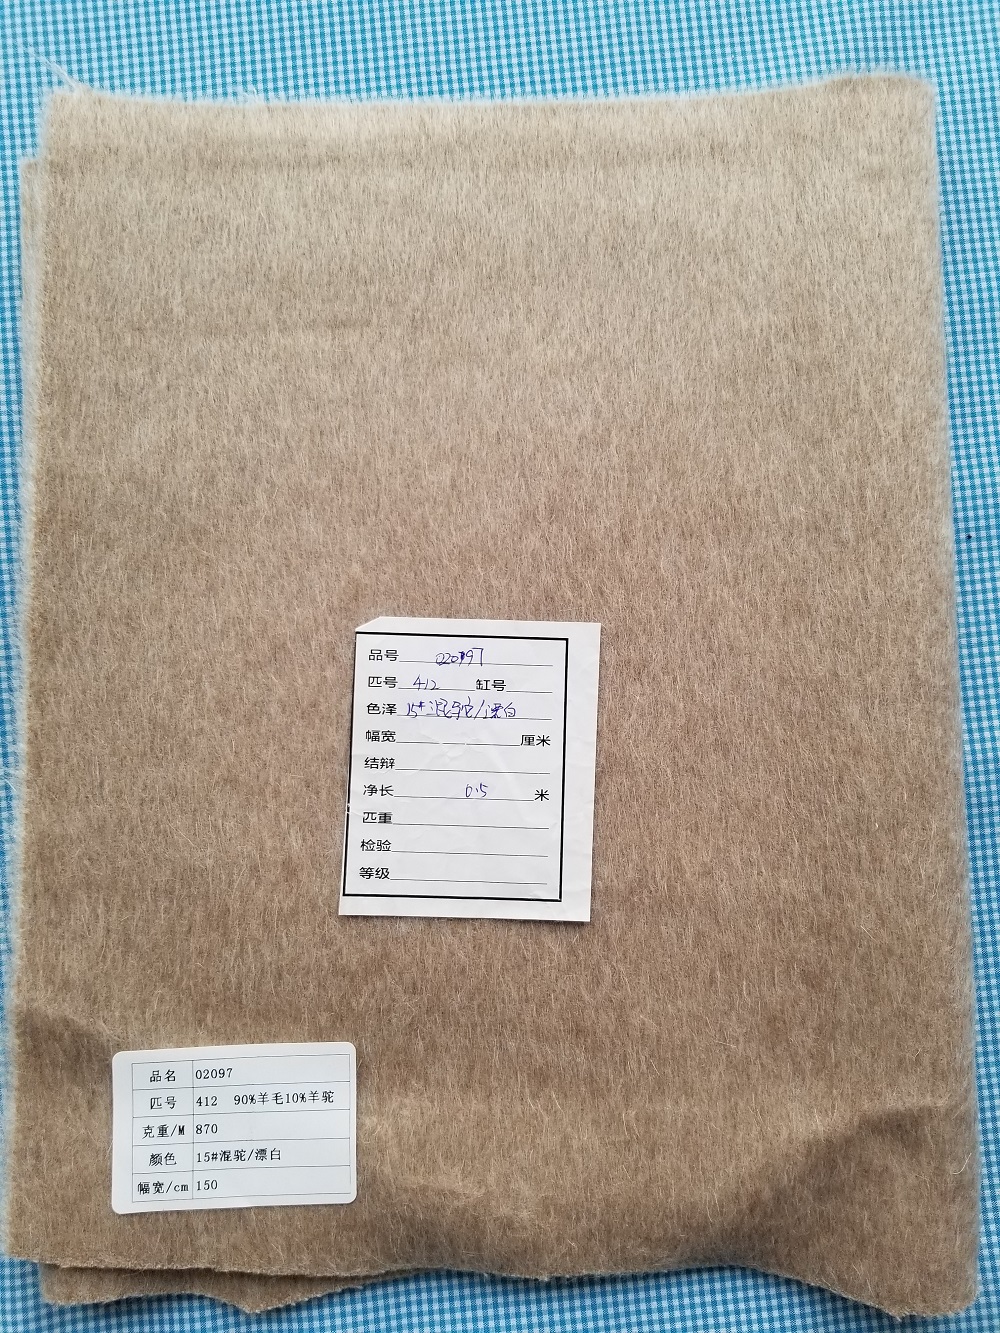 品号 02097
匹号 412 缸号
色泽 15#混驼/漂白
幅宽 厘米
结辩
净长 0.5 米
匹重
检验
等级
品名 02097
匹号 412 90%羊毛10%羊驼
克重/M 870
颜色 15#混驼/漂白
幅宽/cm 150